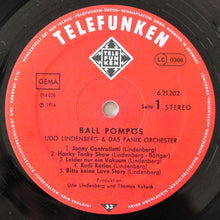 TELEFUNKEN
TELE
FUN
KEN
LC 0366
GEMA
6.21202
Seite 1 STEREO
℗ 1974
BALL POMPÖS
UDO LINDENBERG & DAS PANIK ORCHESTER
1. Jonny Controlletti (Lindenberg)
2. Honky Tonky Show (Lindenberg - Böttger)
3. Leider nur ein Vakuum (Lindenberg)
4. Rudi Ratlos (Lindenberg)
5. Bitte keine Love Story (Lindenberg)
Produktion:
Udo Lindenberg und Thomas Kukuck
33